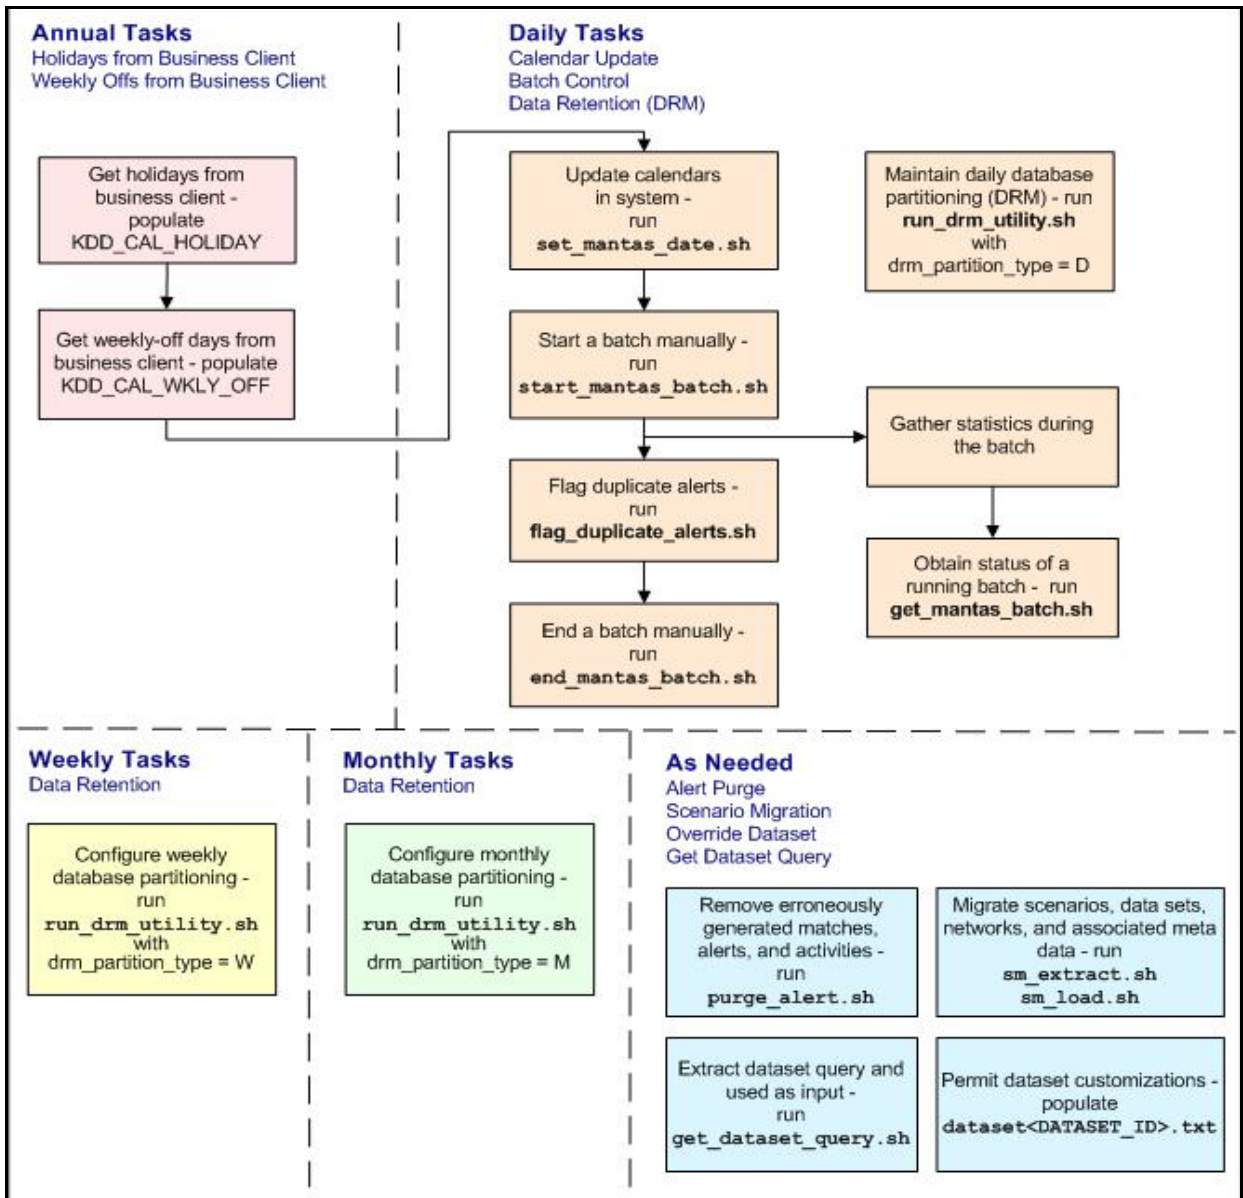 Annual Tasks
Holidays from Business Client
Weekly Offs from Business Client
Get holidays from
business client -
populate
KDD_CAL_HOLIDAY
Get weekly-off days from
business client - populate
KDD_CAL_WKLY_OFF
Daily Tasks
Calendar Update
Batch Control
Data Retention (DRM)
Update calendars
in system -
run
set_mantas_date.sh
Start a batch manually -
run
start_mantas_batch.sh
Flag duplicate alerts -
run
flag_duplicate_alerts.sh
End a batch manually -
run
end_mantas_batch.sh
Maintain daily database
partitioning (DRM) - run
run_drm_utility.sh
with
drm_partition_type = D
Gather statistics during
the batch
Obtain status of a
running batch - run
get_mantas_batch.sh
Weekly Tasks
Data Retention
Configure weekly
database partitioning -
run
run_drm_utility.sh
with
drm_partition_type = W
Monthly Tasks
Data Retention
Configure monthly
database partitioning -
run
run_drm_utility.sh
with
drm_partition_type = M
As Needed
Alert Purge
Scenario Migration
Override Dataset
Get Dataset Query
Remove erroneously
generated matches,
alerts, and activities -
run
purge_alert.sh
Migrate scenarios, data sets,
networks, and associated meta
data - run
sm_extract.sh
sm_load.sh
Extract dataset query and
used as input -
run
get_dataset_query.sh
Permit dataset customizations -
populate
dataset<DATASET_ID>.txt